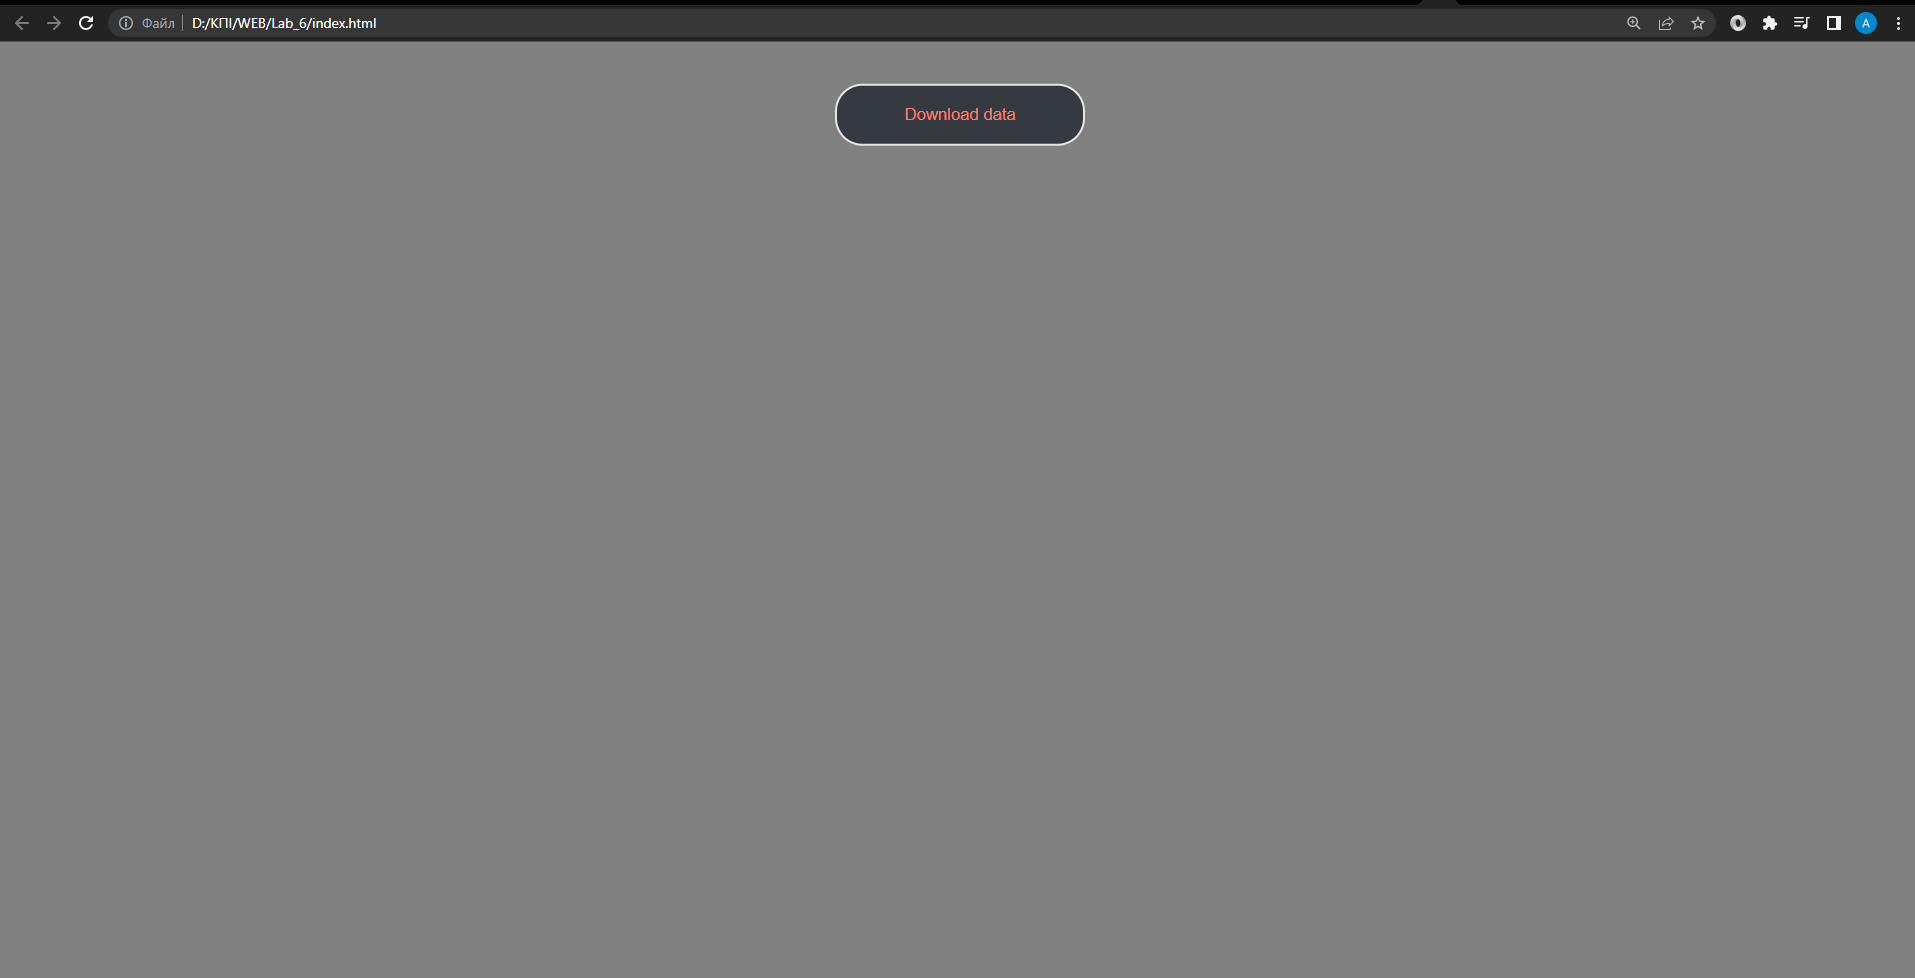 Файл D:/КПІ/WEB/Lab_6/index.html
A
Download data